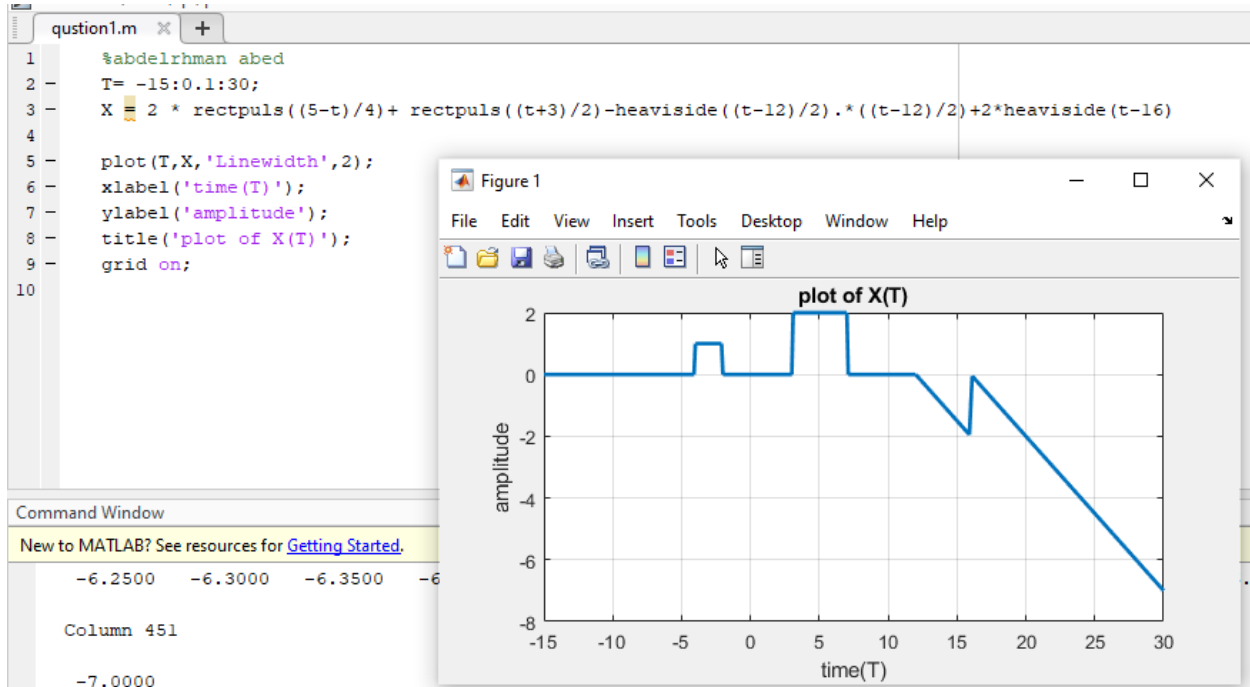 qustion1.m × +
1 %abdelrhman abed
2 - T= -15:0.1:30;
3 - X = 2 * rectpuls((5-t)/4)+ rectpuls((t+3)/2)-heaviside((t-12)/2).*((t-12)/2)+2*heaviside(t-16)
4
5 - plot(T,X,'Linewidth',2);
6 - xlabel('time(T)');
7 - ylabel('amplitude');
8 - title('plot of X(T)');
9 - grid on;
10
Figure 1
File Edit View Insert Tools Desktop Window Help
plot of X(T)
2
0
-2
-4
-6
-8
amplitude
-15 -10 -5 0 5 10 15 20 25 30
time(T)
Command Window
New to MATLAB? See resources for Getting Started.
-6.2500 -6.3000 -6.3500
Column 451
-7.0000